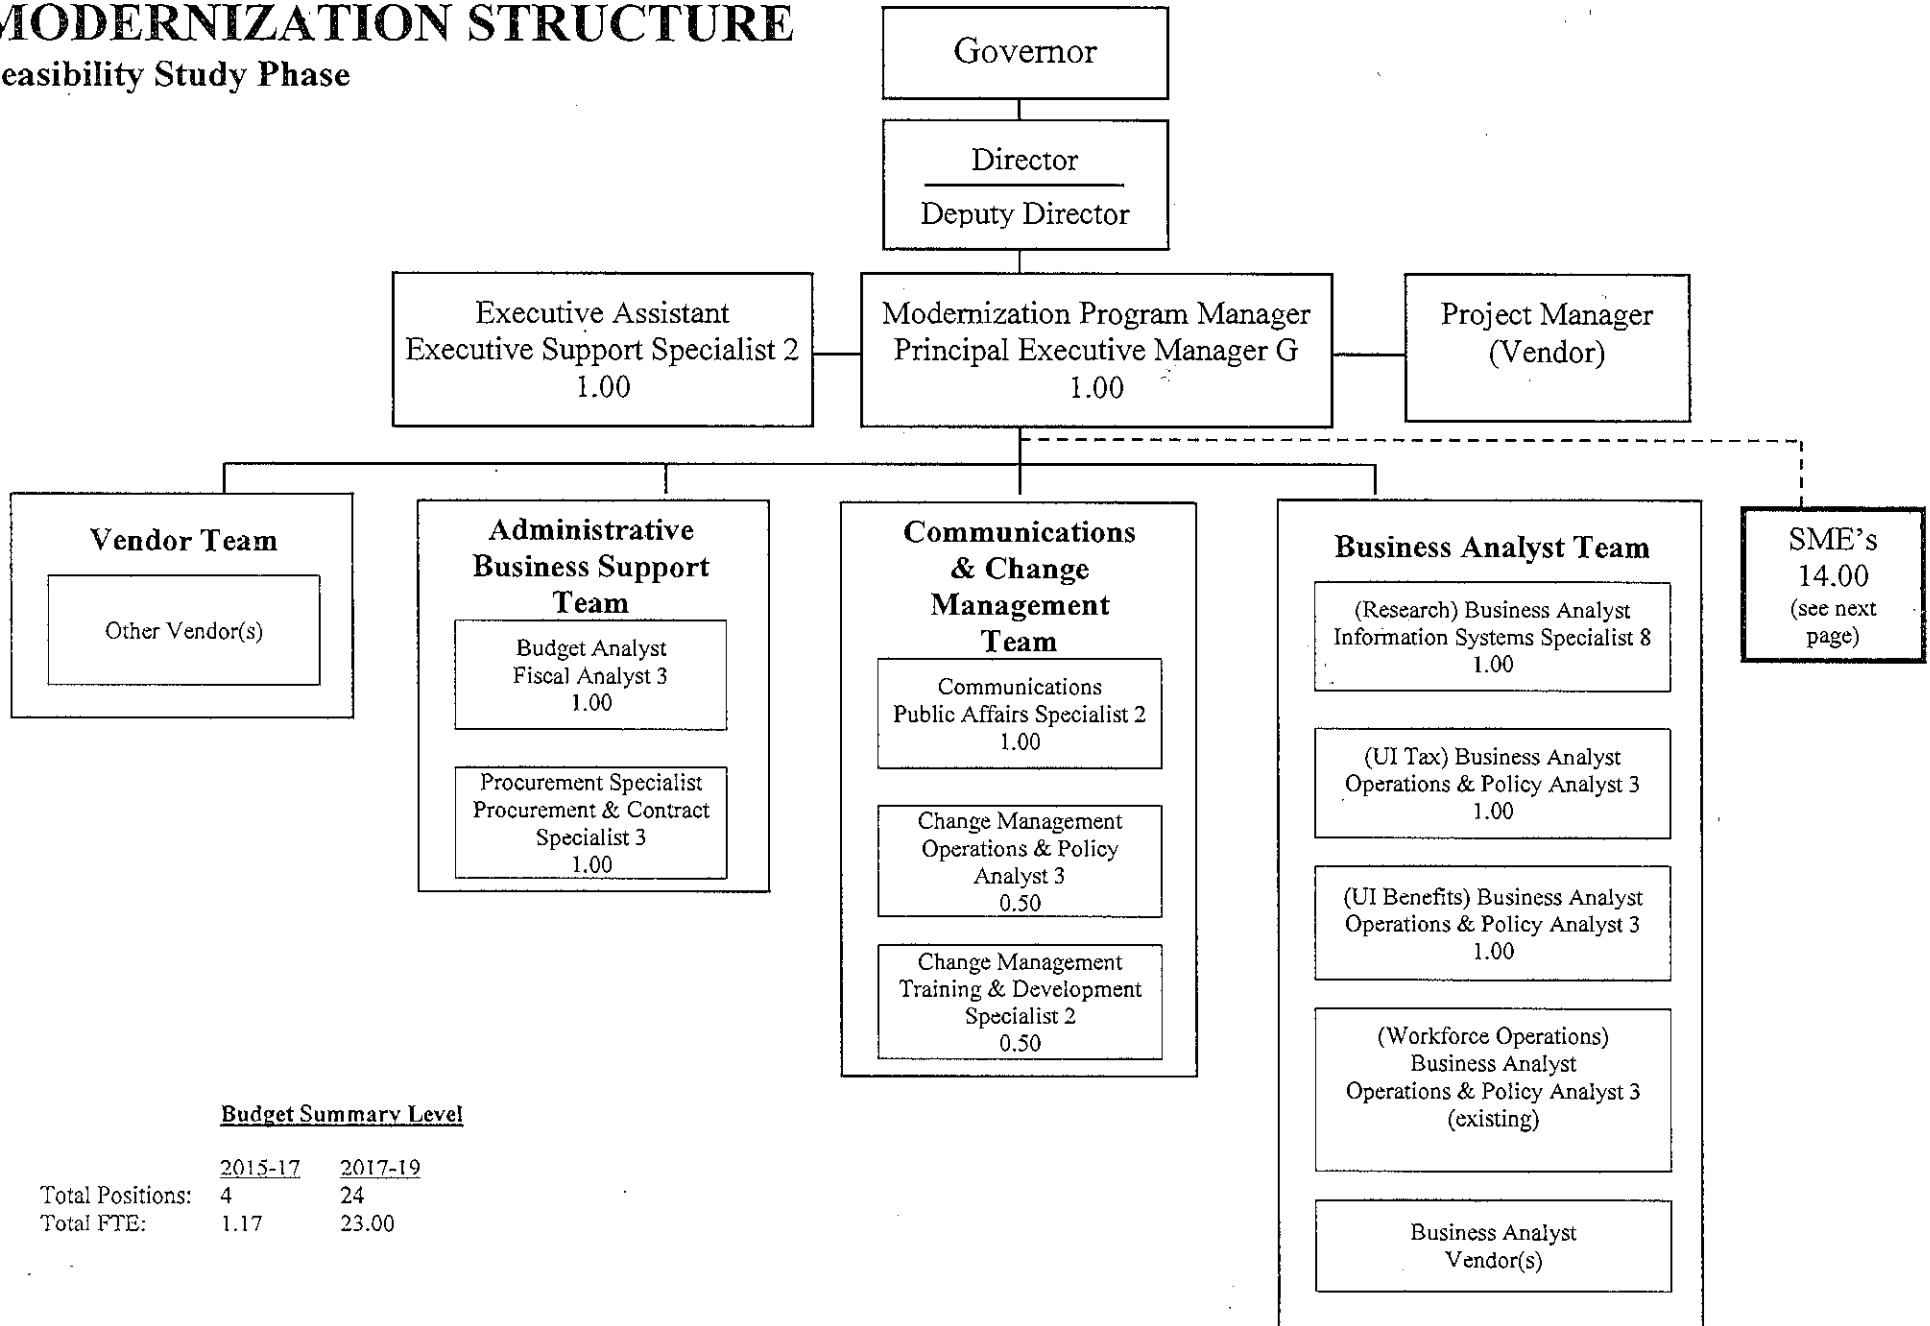 MODERNIZATION STRUCTURE
easibility Study Phase
Governor
Director
Deputy Director
Executive Assistant
Executive Support Specialist 2
1.00
Modernization Program Manager
Principal Executive Manager G
1.00
Project Manager
(Vendor)
Vendor Team
Other Vendor(s)
Administrative
Business Support
Team
Budget Analyst
Fiscal Analyst 3
1.00
Procurement Specialist
Procurement & Contract
Specialist 3
1.00
Communications
& Change
Management
Team
Communications
Public Affairs Specialist 2
1.00
Change Management
Operations & Policy
Analyst 3
0.50
Change Management
Training & Development
Specialist 2
0.50
Business Analyst Team
(Research) Business Analyst
Information Systems Specialist 8
1.00
(UI Tax) Business Analyst
Operations & Policy Analyst 3
1.00
(UI Benefits) Business Analyst
Operations & Policy Analyst 3
1.00
(Workforce Operations)
Business Analyst
Operations & Policy Analyst 3
(existing)
Business Analyst
Vendor(s)
SME's
14.00
(see next
page)
Budget Summary Level
2015-17 2017-19
Total Positions: 4 24
Total FTE: 1.17 23.00